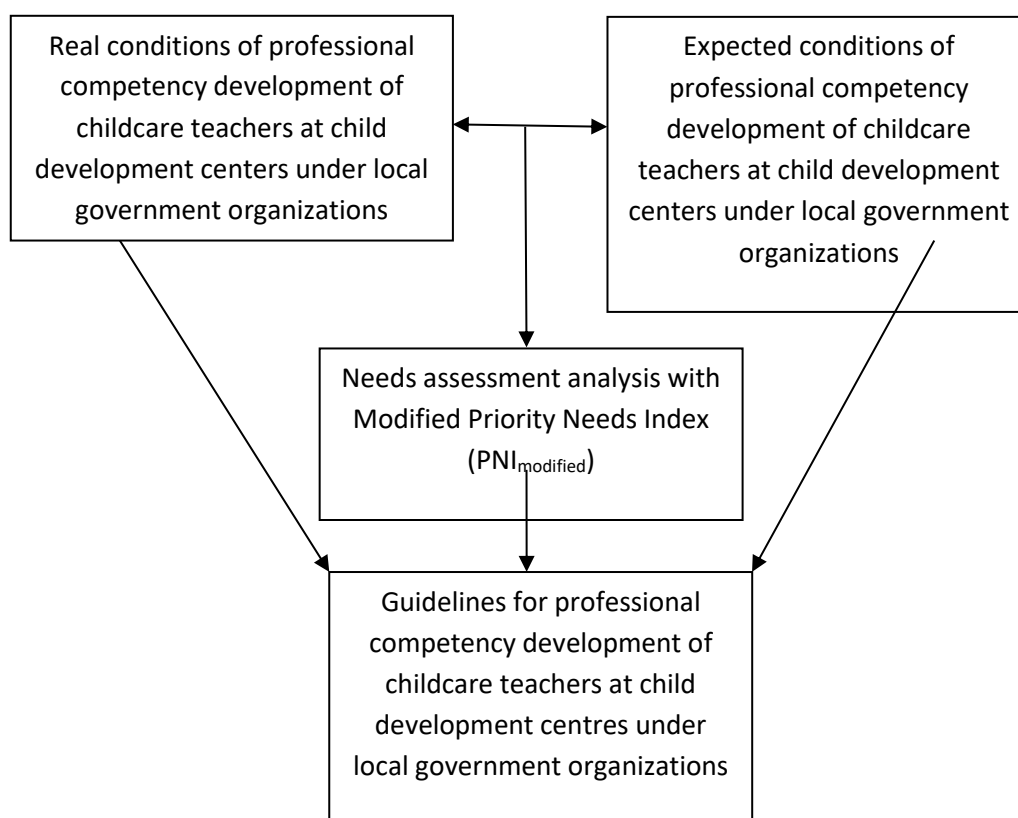 Real conditions of professional
competency development of
childcare teachers at child
development centers under local
government organizations
Expected conditions of
professional competency
development of childcare
teachers at child development
centers under local government
organizations
Needs assessment analysis with
Modified Priority Needs Index
(PNImodified)
Guidelines for professional
competency development of
childcare teachers at child
development centres under
local government organizations